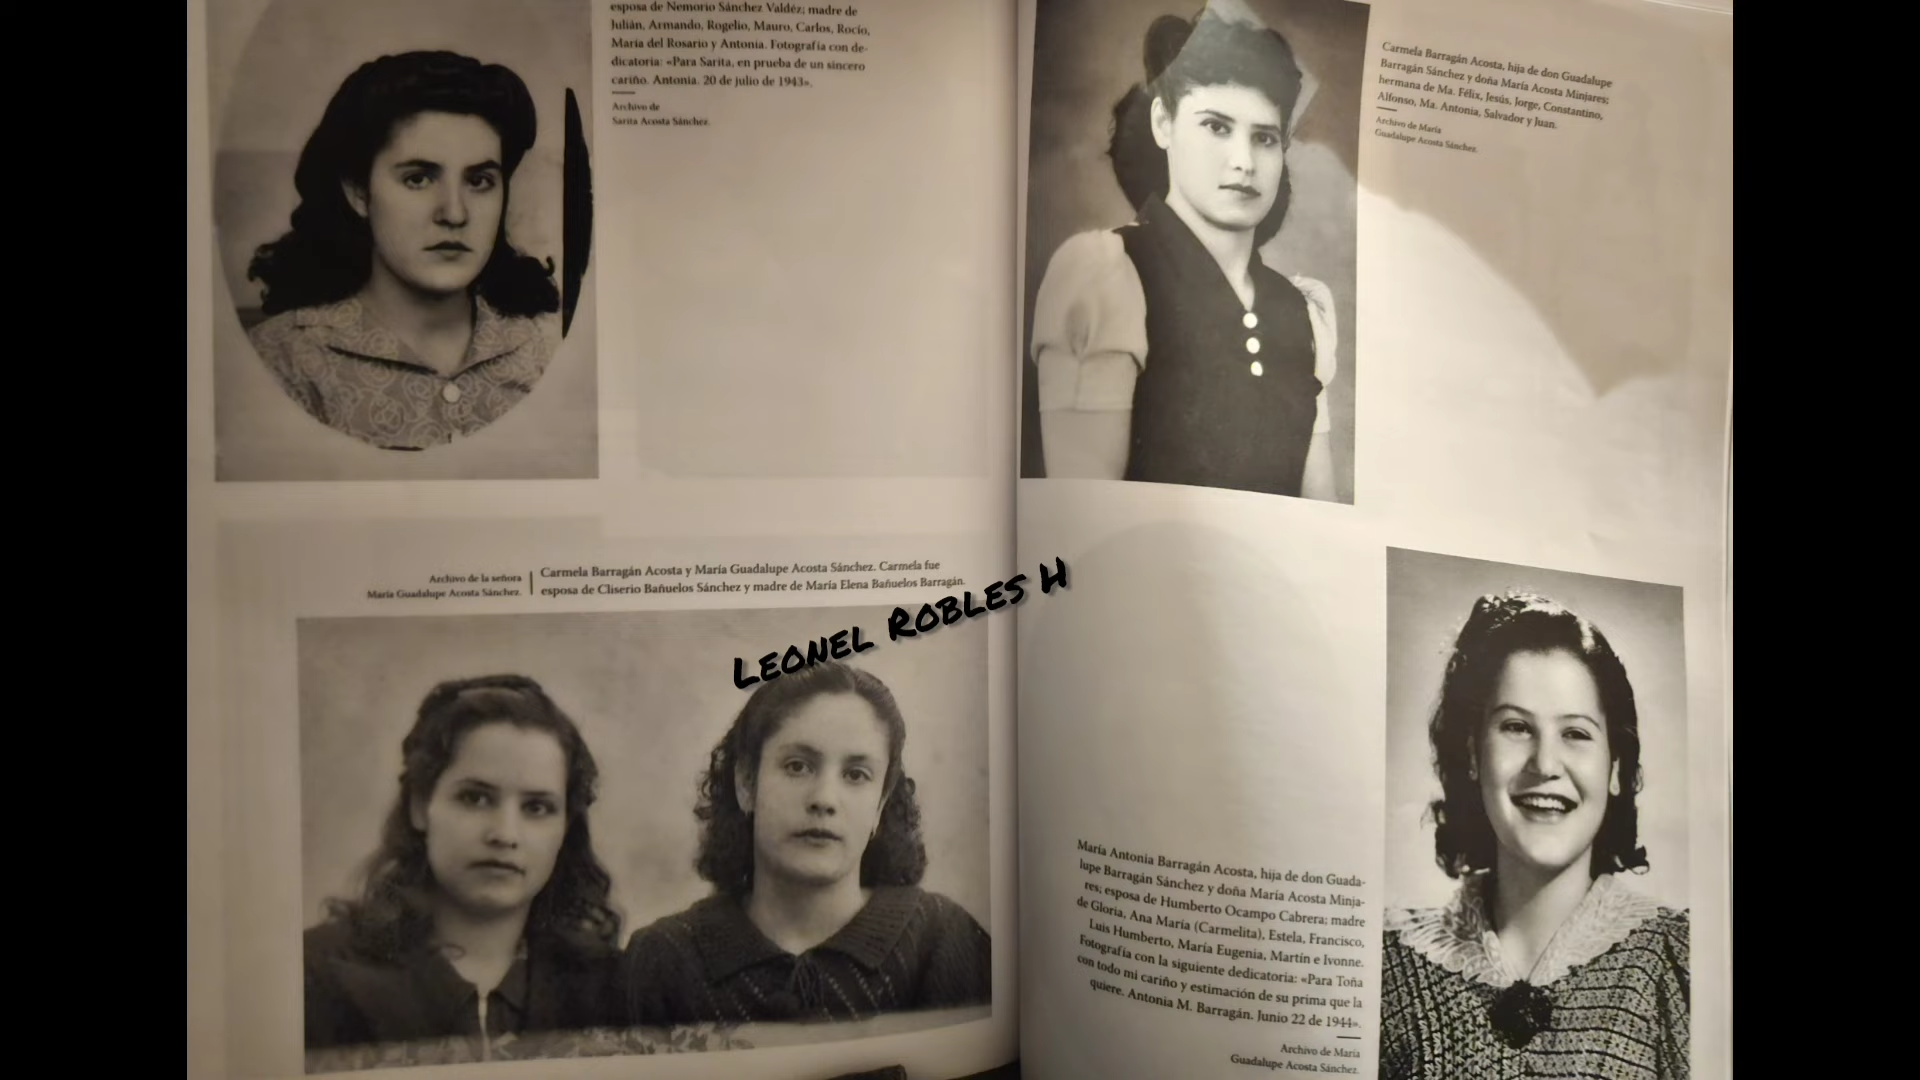 esposa de Nemorio Sánchez Valdéz; madre de
Julián, Armando, Rogelio, Mauro, Carlos, Rocío,
María del Rosario y Antonia. Fotografía con de-
dicatoria: «Para Sarita, en prueba de un sincero
cariño. Antonia. 20 de julio de 1943».
Archivo de
Sarita Acosta Sánchez.
Archivo de la señora
María Guadalupe Acosta Sánchez.
Carmela Barragán Acosta y María Guadalupe Acosta Sánchez. Carmela fue
esposa de Cliserio Bañuelos Sánchez y madre de María Elena Bañuelos Barragán.
Leonel Robles H
Carmela Barragán Acosta, hija de don Guadalupe
Barragán Sánchez y doña María Acosta Minjares;
hermana de Ma. Félix, Jesús, Jorge, Constantino,
Alfonso, Ma. Antonia, Salvador y Juan.
Archivo de María
Guadalupe Acosta Sánchez.
María Antonia Barragán Acosta, hija de don Guada-
lupe Barragán Sánchez y doña María Acosta Minja-
res; esposa de Humberto Ocampo Cabrera; madre
de Gloria, Ana María (Carmelita), Estela, Francisco,
Luis Humberto, María Eugenia, Martín e Ivonne.
Fotografía con la siguiente dedicatoria: «Para Toña
con todo mi cariño y estimación de su prima que la
quiere. Antonia M. Barragán. Junio 22 de 1944».
Archivo de María
Guadalupe Acosta Sánchez.